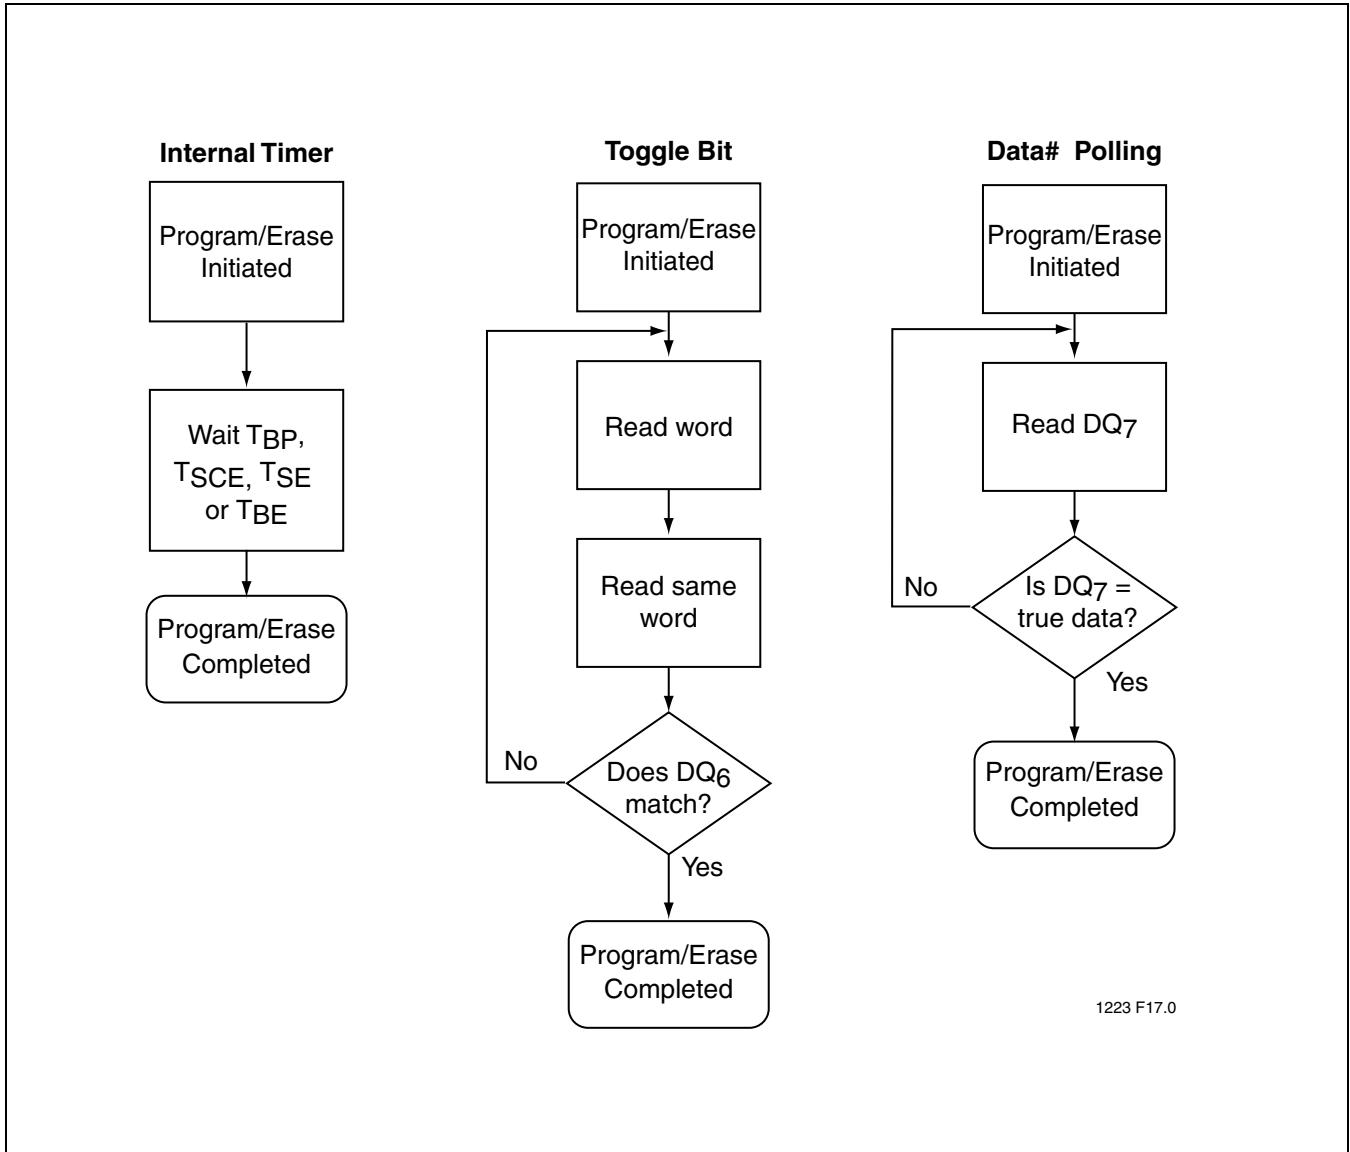 Internal Timer
Program/Erase
Initiated
Wait TBP,
TSCE, TSE
or TBE
Program/Erase
Completed
Toggle Bit
Program/Erase
Initiated
Read word
Read same
word
Does DQ6
match?
No
Yes
Program/Erase
Completed
Data# Polling
Program/Erase
Initiated
Read DQ7
Is DQ7 =
true data?
No
Yes
Program/Erase
Completed
1223 F17.0